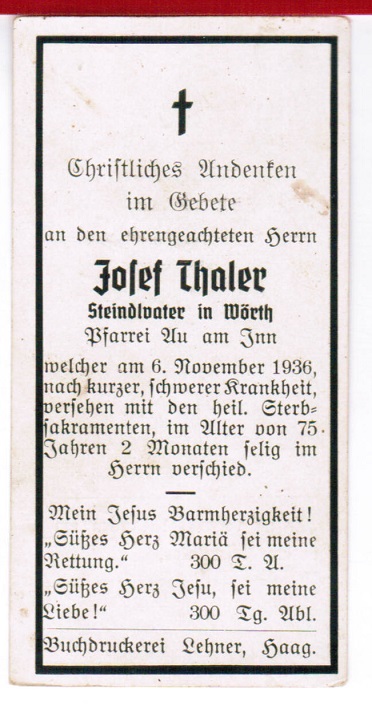 Christliches Andenken
im Gebete
an den ehrengeachteten Herrn
Josef Thaler
Steindlvater in Wörth
Pfarrei Au am Inn
welcher am 6. November 1936,
nach kurzer, schwerer Krankheit,
versehen mit den heil. Sterb-
sakramenten, im Alter von 75
Jahren 2 Monaten selig im
Herrn verschied.
Mein Jesus Barmherzigkeit!
„Süßes Herz Mariä sei meine
Rettung.“ 300 T. A.
„Süßes Herz Jesu, sei meine
Liebe!“ 300 Tg. Abl.
Buchdruckerei Lehner, Haag.